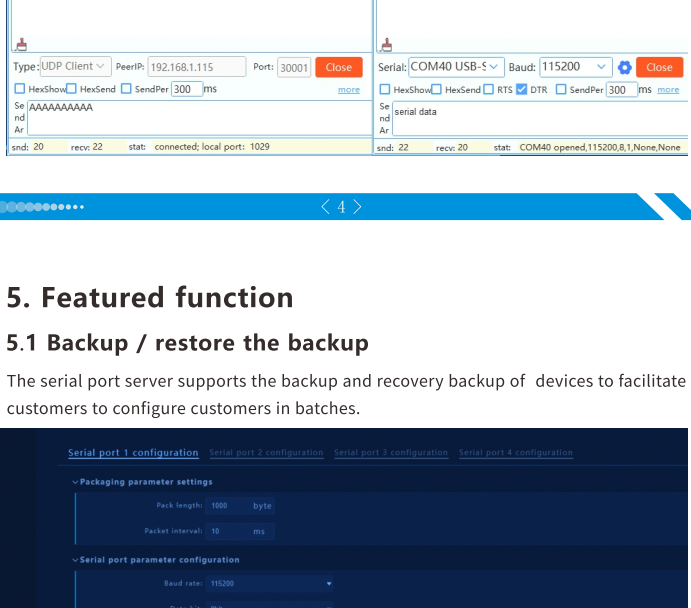 Type: UDP Client PeerIP: 192.168.1.115 Port: 30001 Close
HexShow HexSend SendPer 300 ms more
Se
nd
Ar
AAAAAAAAAA
snd: 20 recv: 22 stat: connected; local port: 1029
Serial: COM40 USB-S Baud: 115200 Close
HexShow HexSend RTS DTR SendPer 300 ms more
Se
nd
Ar
serial data
snd: 22 recv: 20 stat: COM40 opened,115200,8,1,None,None
4
5. Featured function
5.1 Backup / restore the backup
The serial port server supports the backup and recovery backup of devices to facilitate
customers to configure customers in batches.
Serial port 1 configuration Serial port 2 configuration Serial port 3 configuration Serial port 4 configuration
Packaging parameter settings
Pack length: 1000 byte
Packet interval: 10 ms
Serial port parameter configuration
Baud rate: 115200